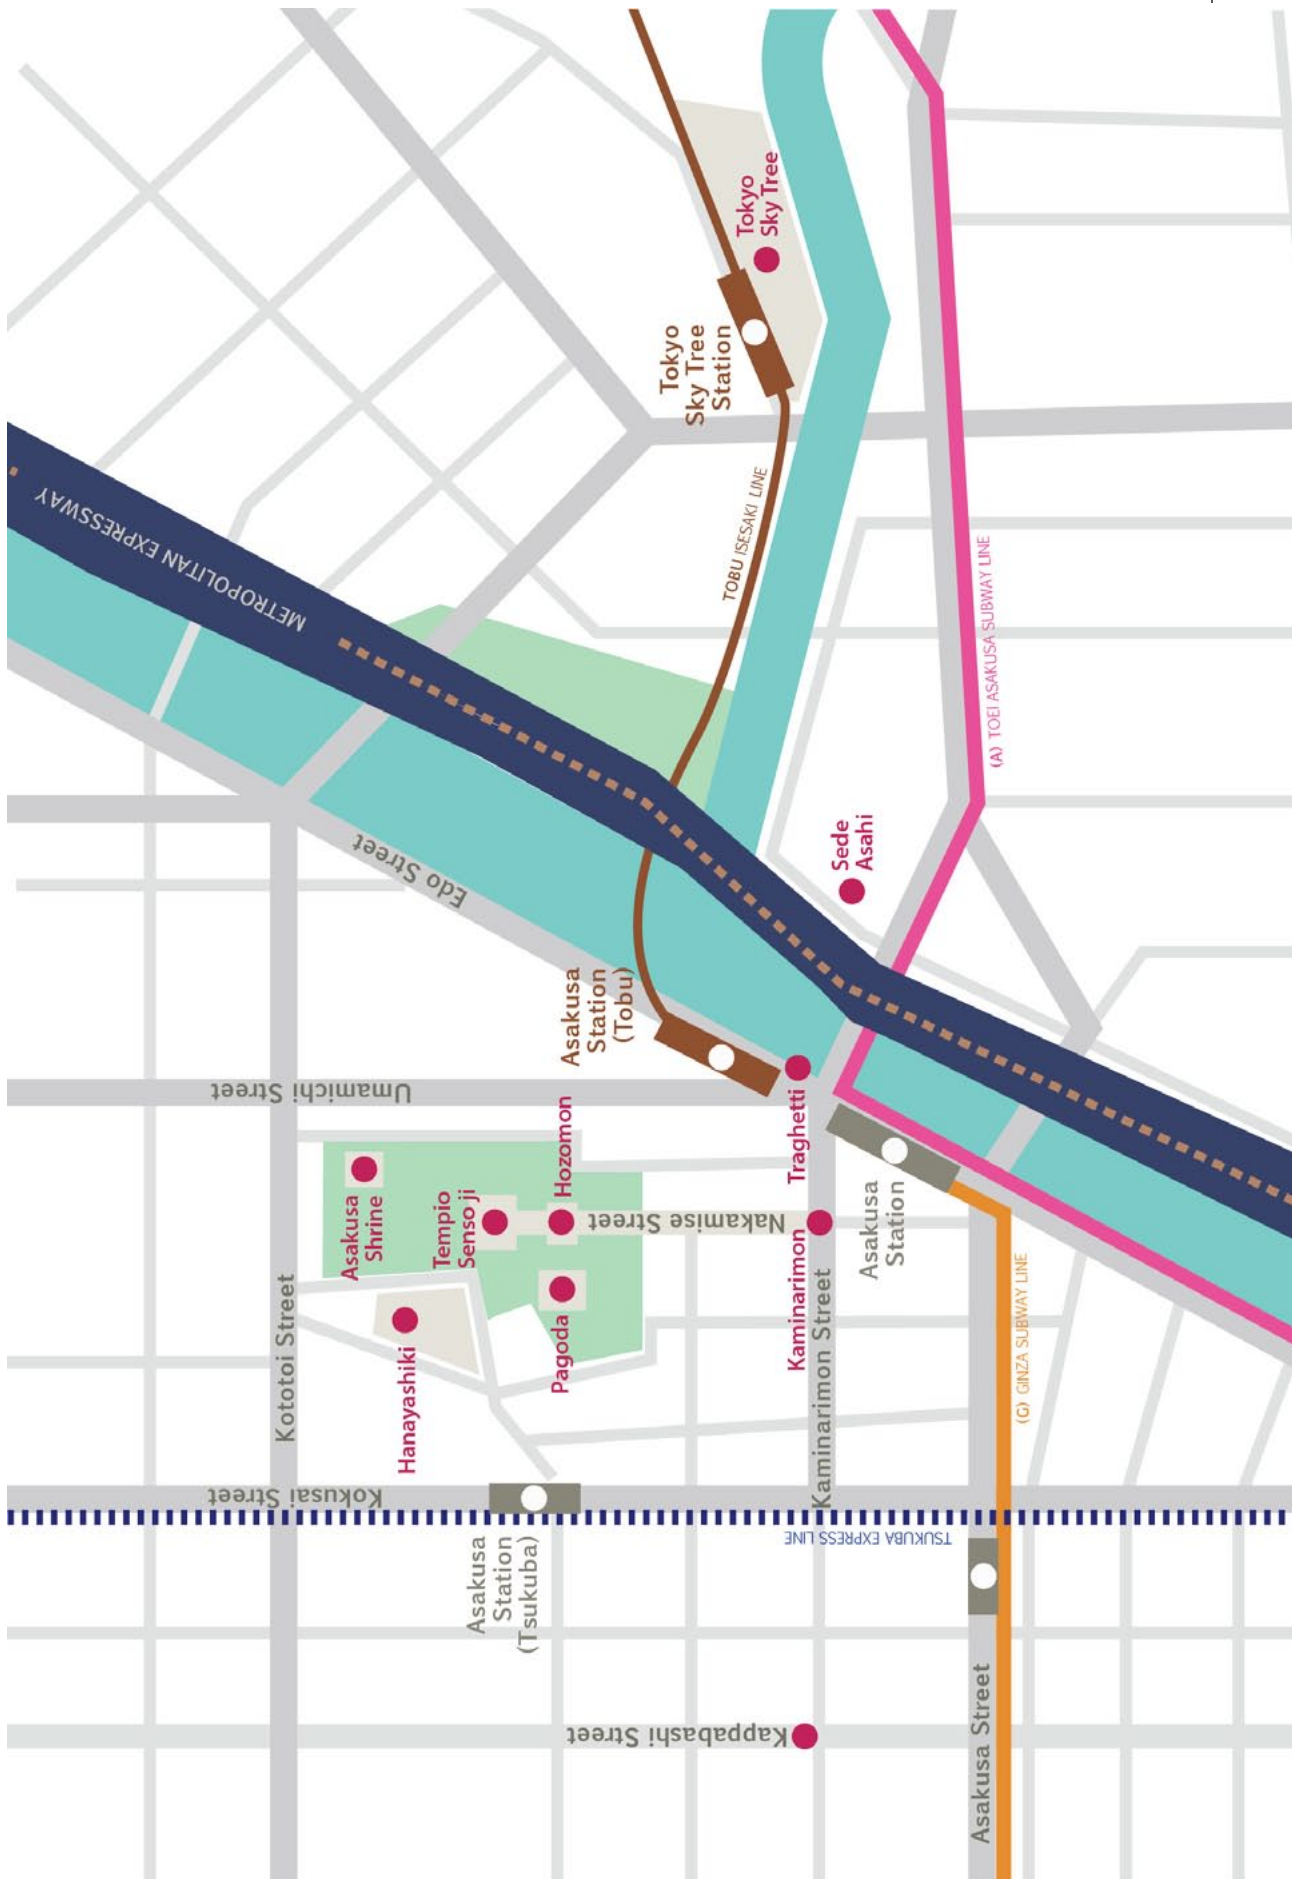 Tokyo
Sky Tree
Tokyo
Sky Tree
Station
METROPOLITAN EXPRESSWAY
TOBU ISESAKI LINE
(A) TOEI ASAKUSA SUBWAY LINE
Sede
Asahi
Edo Street
Asakusa
Station
(Tobu)
Umamichi Street
Traghetti
Hozomon
Asakusa
Shrine
Tempio
Senso ji
Nakamise Street
Asakusa
Station
Kaminarimon
Pagoda
Hanayashiki
Kototoi Street
Kaminarimon Street
(G) GINZA SUBWAY LINE
Kokusai Street
TSUKUBA EXPRESS LINE
Asakusa
Station
(Tsukuba)
Kappabashi Street
Asakusa Street